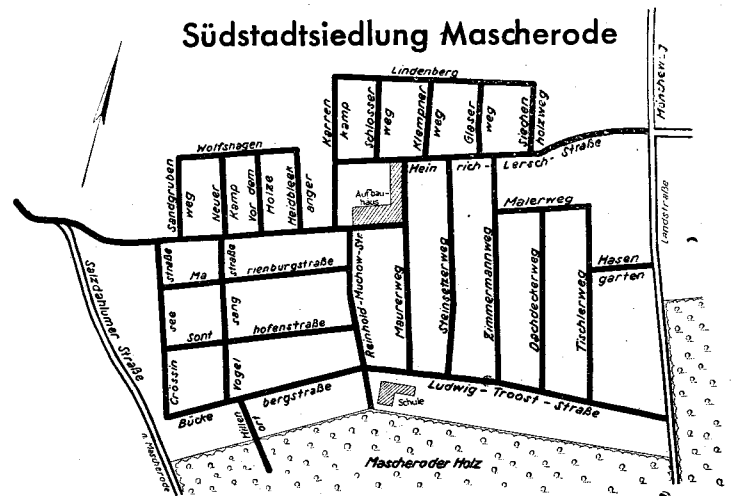 Südstadtsiedlung Mascherode
Lindenberg
Karren
kamp
Schlosser
weg
Klempner
weg
Glaser
weg
Siechen
holzweg
Wolfshagen
Sandgruben
weg
Neuer
Kamp
Vor dem
Holze
Heidbleek
anger
Hein rich- Lersch-Straße
Aufbau-
haus
Malerweg
Landstraße
Hasen
garten
Salzdahlumer Straße
n. Mascherode
Crössin see straße
Vogel sang straße
Ma rienburgstraße
Sont hofenstraße
Reinhold-Muchow-Str.
Maurerweg
Steinsetzerweg
Zimmermannweg
Dachdeckerweg
Tischlerweg
Bücke bergstraße
Hillen
ort
Ludwig-Troost-Straße
Schule
Mascheroder Holz